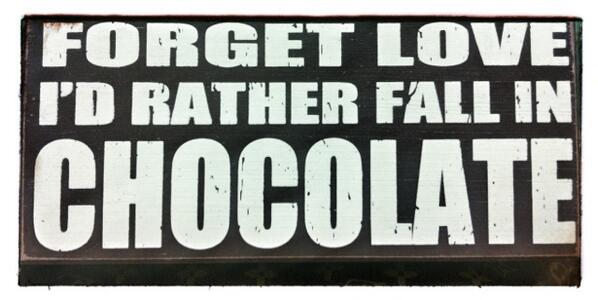 FORGET LOVE
I'D RATHER FALL IN
CHOCOLATE